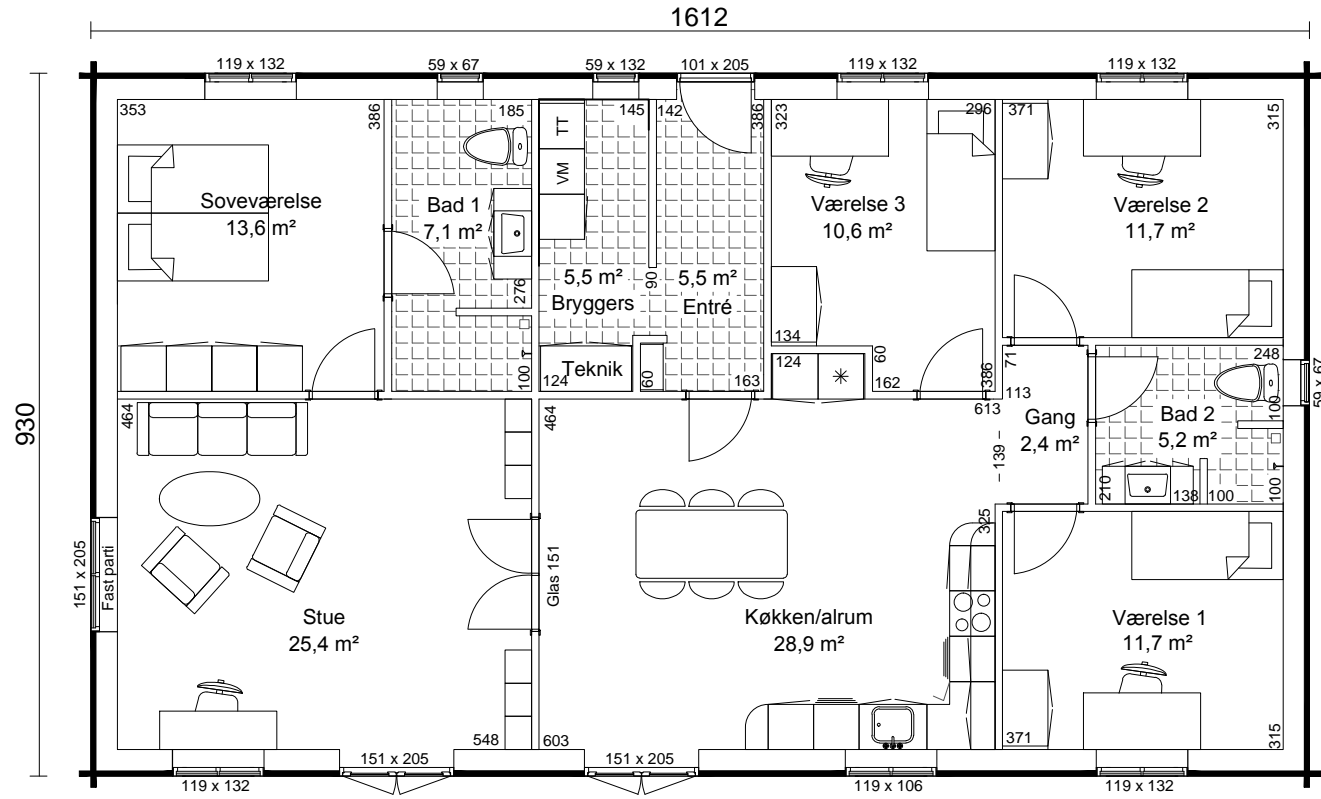 1612
119 x 132
59 x 67
59 x 132
101 x 205
119 x 132
119 x 132
353
386
185
145
142
386
323
296
371
315
TT
VM
Soveværelse
13,6 m²
Bad 1
7,1 m²
Værelse 3
10,6 m²
Værelse 2
11,7 m²
5,5 m²
Bryggers
90
5,5 m²
Entré
276
134
124
60
162
386
71
248
Teknik
124
60
163
100
613
113
59 x 67
930
464
464
Gang
2,4 m²
139
Bad 2
5,2 m²
100
210
138
100
100
325
151 x 205
Fast parti
Glas 151
Stue
25,4 m²
Køkken/alrum
28,9 m²
Værelse 1
11,7 m²
548
603
371
315
119 x 132
151 x 205
151 x 205
119 x 106
119 x 132